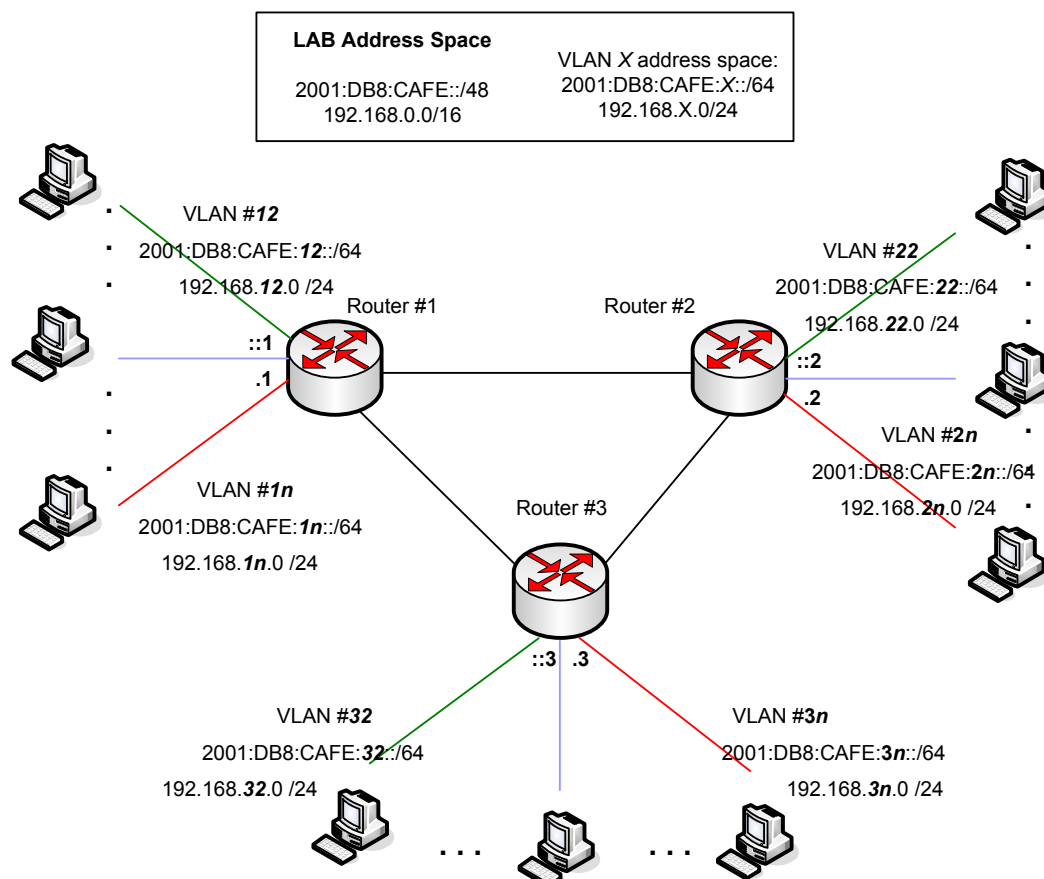 LAB Address Space
2001:DB8:CAFE::/48
192.168.0.0/16
VLAN X address space:
2001:DB8:CAFE:X::/64
192.168.X.0/24
VLAN #12
2001:DB8:CAFE:12::/64
192.168.12.0 /24
Router #1
::1
.1
VLAN #1n
2001:DB8:CAFE:1n::/64
192.168.1n.0 /24
Router #2
VLAN #22
2001:DB8:CAFE:22::/64
192.168.22.0 /24
::2
.2
VLAN #2n
2001:DB8:CAFE:2n::/64
192.168.2n.0 /24
Router #3
::3 .3
VLAN #32
2001:DB8:CAFE:32::/64
192.168.32.0 /24
VLAN #3n
2001:DB8:CAFE:3n::/64
192.168.3n.0 /24
. . .
. . .